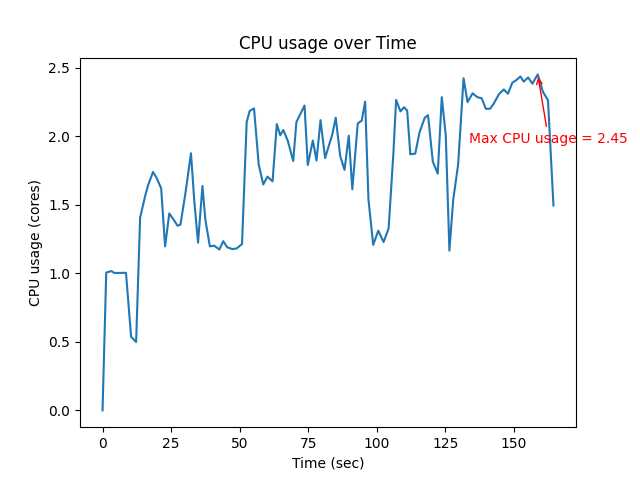 CPU usage over Time
2.5
2.0
1.5
1.0
0.5
0.0
CPU usage (cores)
Max CPU usage = 2.45
0 25 50 75 100 125 150
Time (sec)